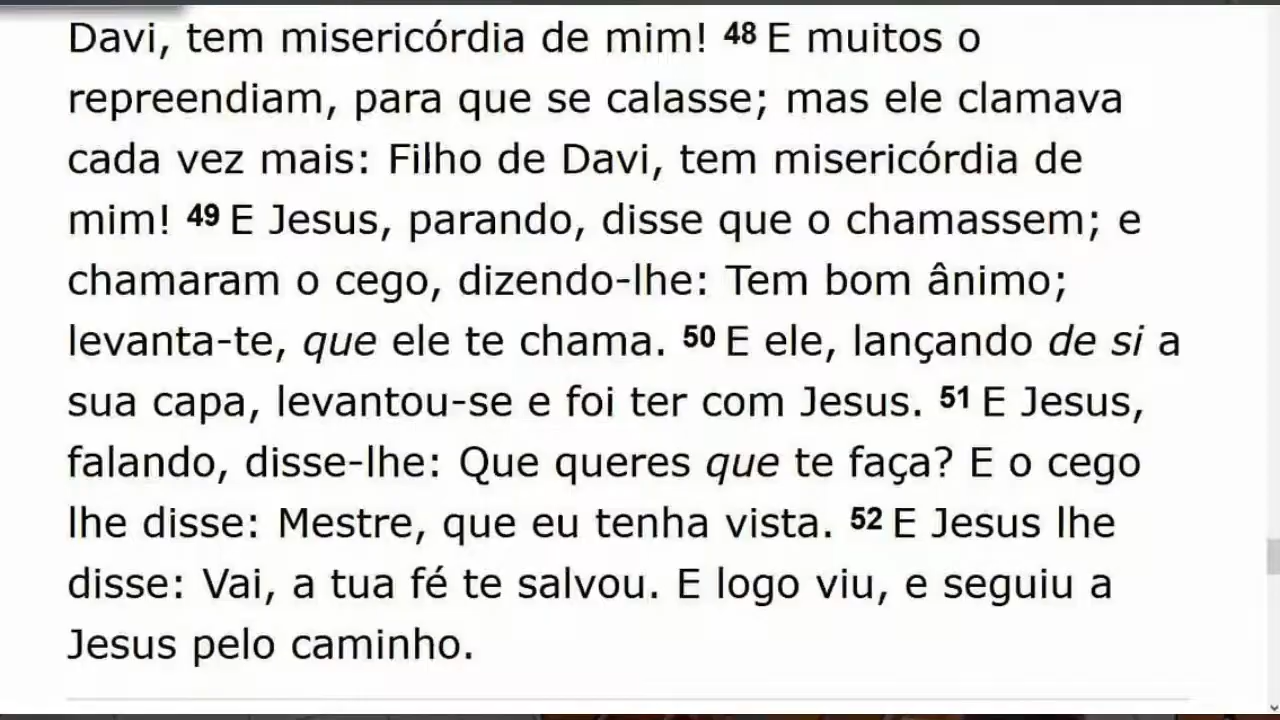 Davi, tem misericórdia de mim! 48 E muitos o
repreendiam, para que se calasse; mas ele clamava
cada vez mais: Filho de Davi, tem misericórdia de
mim! 49 E Jesus, parando, disse que o chamassem; e
chamaram o cego, dizendo-lhe: Tem bom ânimo;
levanta-te, que ele te chama. 50 E ele, lançando de si a
sua capa, levantou-se e foi ter com Jesus. 51 E Jesus,
falando, disse-lhe: Que queres que te faça? E o cego
lhe disse: Mestre, que eu tenha vista. 52 E Jesus lhe
disse: Vai, a tua fé te salvou. E logo viu, e seguiu a
Jesus pelo caminho.